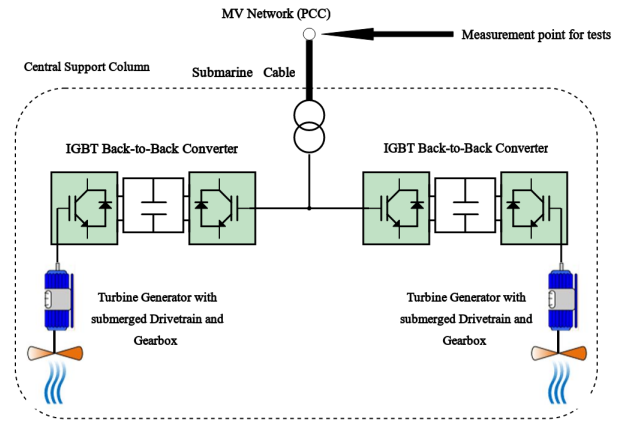 MV Network (PCC)
Measurement point for tests
Central Support Column
Submarine Cable
IGBT Back-to-Back Converter
IGBT Back-to-Back Converter
Turbine Generator with
submerged Drivetrain and
Gearbox
Turbine Generator with
submerged Drivetrain and
Gearbox